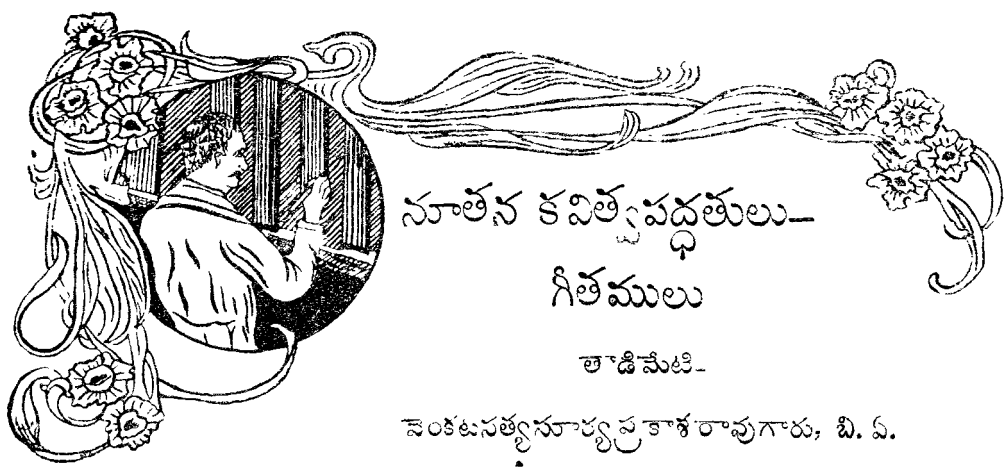 నూతన కవిత్వపద్ధతులు–
గీతములు
తాడిమేటి–
వెంకటసత్యసూర్యప్రకాశరావుగారు, బి. ఏ.